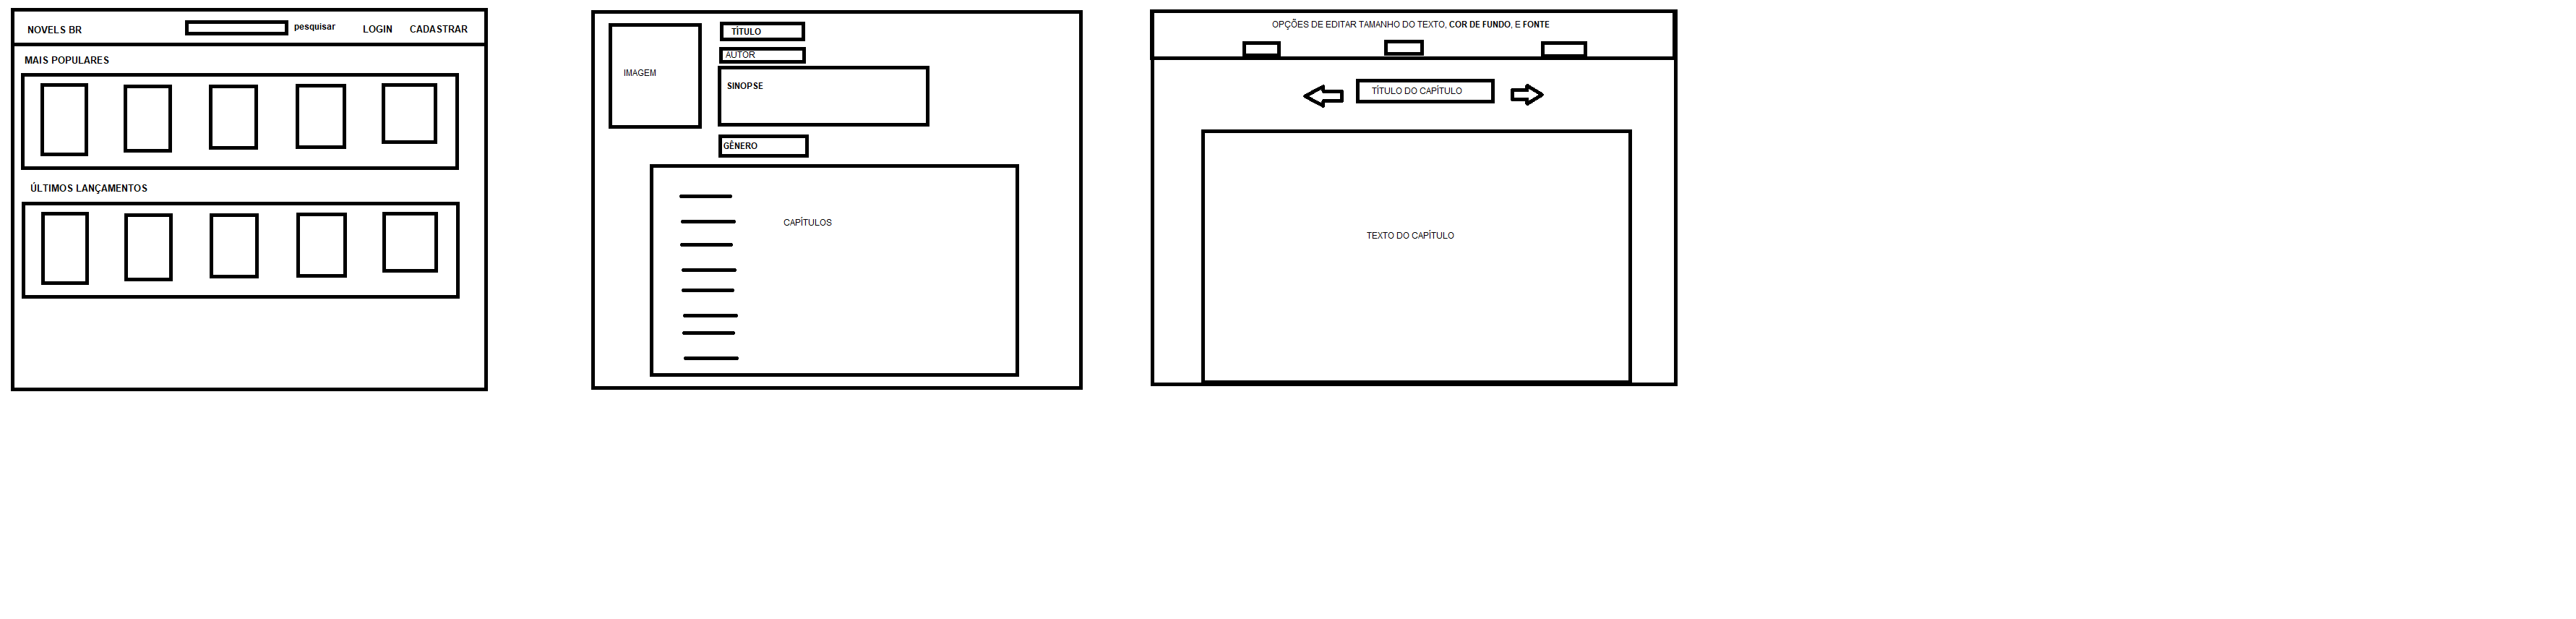 NOVELS BR
pesquisar
LOGIN
CADASTRAR
MAIS POPULARES
ÚLTIMOS LANÇAMENTOS
IMAGEM
TÍTULO
AUTOR
SINOPSE
GÊNERO
CAPÍTULOS
OPÇÕES DE EDITAR TAMANHO DO TEXTO, COR DE FUNDO, E FONTE
TÍTULO DO CAPÍTULO
TEXTO DO CAPÍTULO